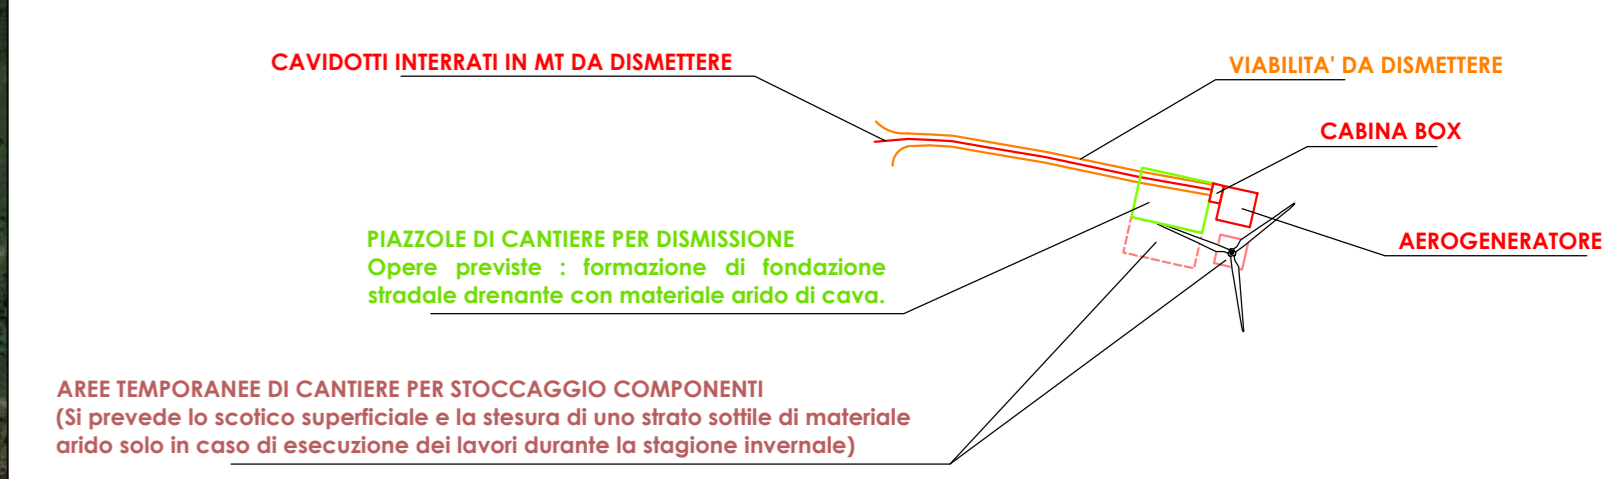 CAVIDOTTI INTERRATI IN MT DA DISMETTERE
VIABILITA' DA DISMETTERE
CABINA BOX
AEROGENERATORE
PIAZZOLE DI CANTIERE PER DISMISSIONE
Opere previste : formazione di fondazione
stradale drenante con materiale arido di cava.
AREE TEMPORANEE DI CANTIERE PER STOCCAGGIO COMPONENTI
(Si prevede lo scotico superficiale e la stesura di uno strato sottile di materiale
arido solo in caso di esecuzione dei lavori durante la stagione invernale)